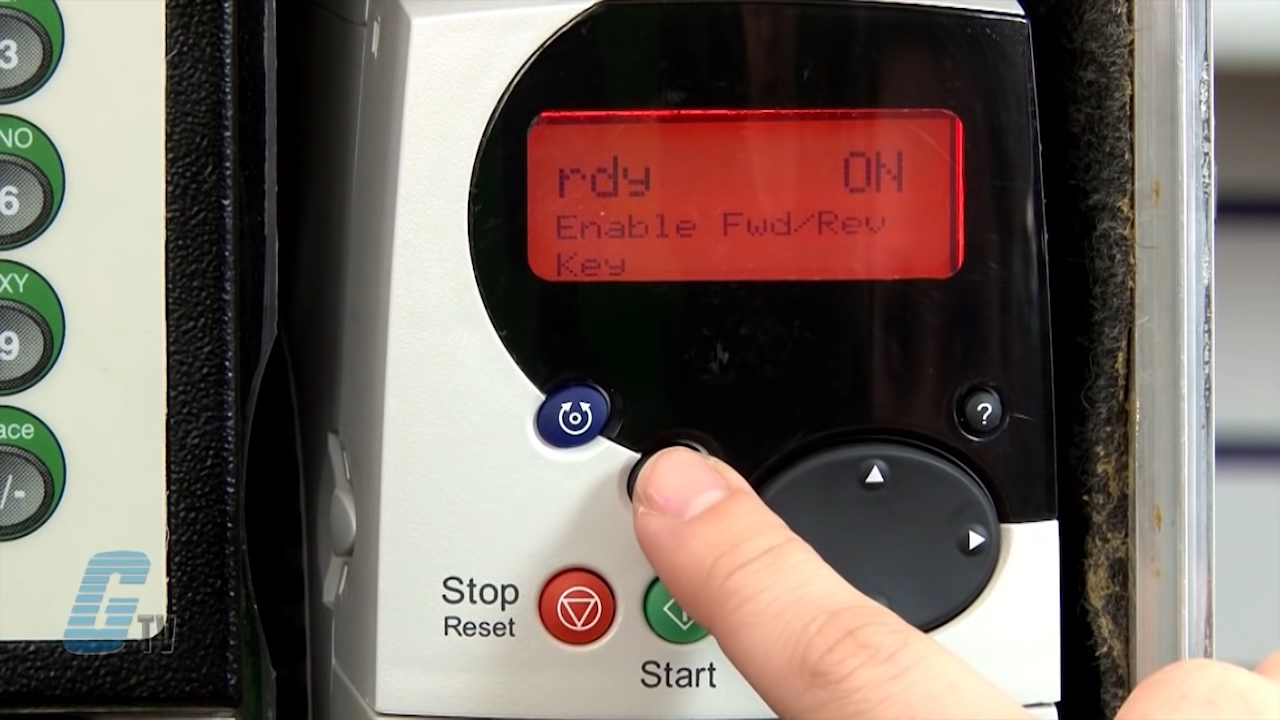 3
NO
6
XY
9
ace
/-
rdy ON
Enable Fwd/Rev
Key
?
Stop
Reset
Start
G TV